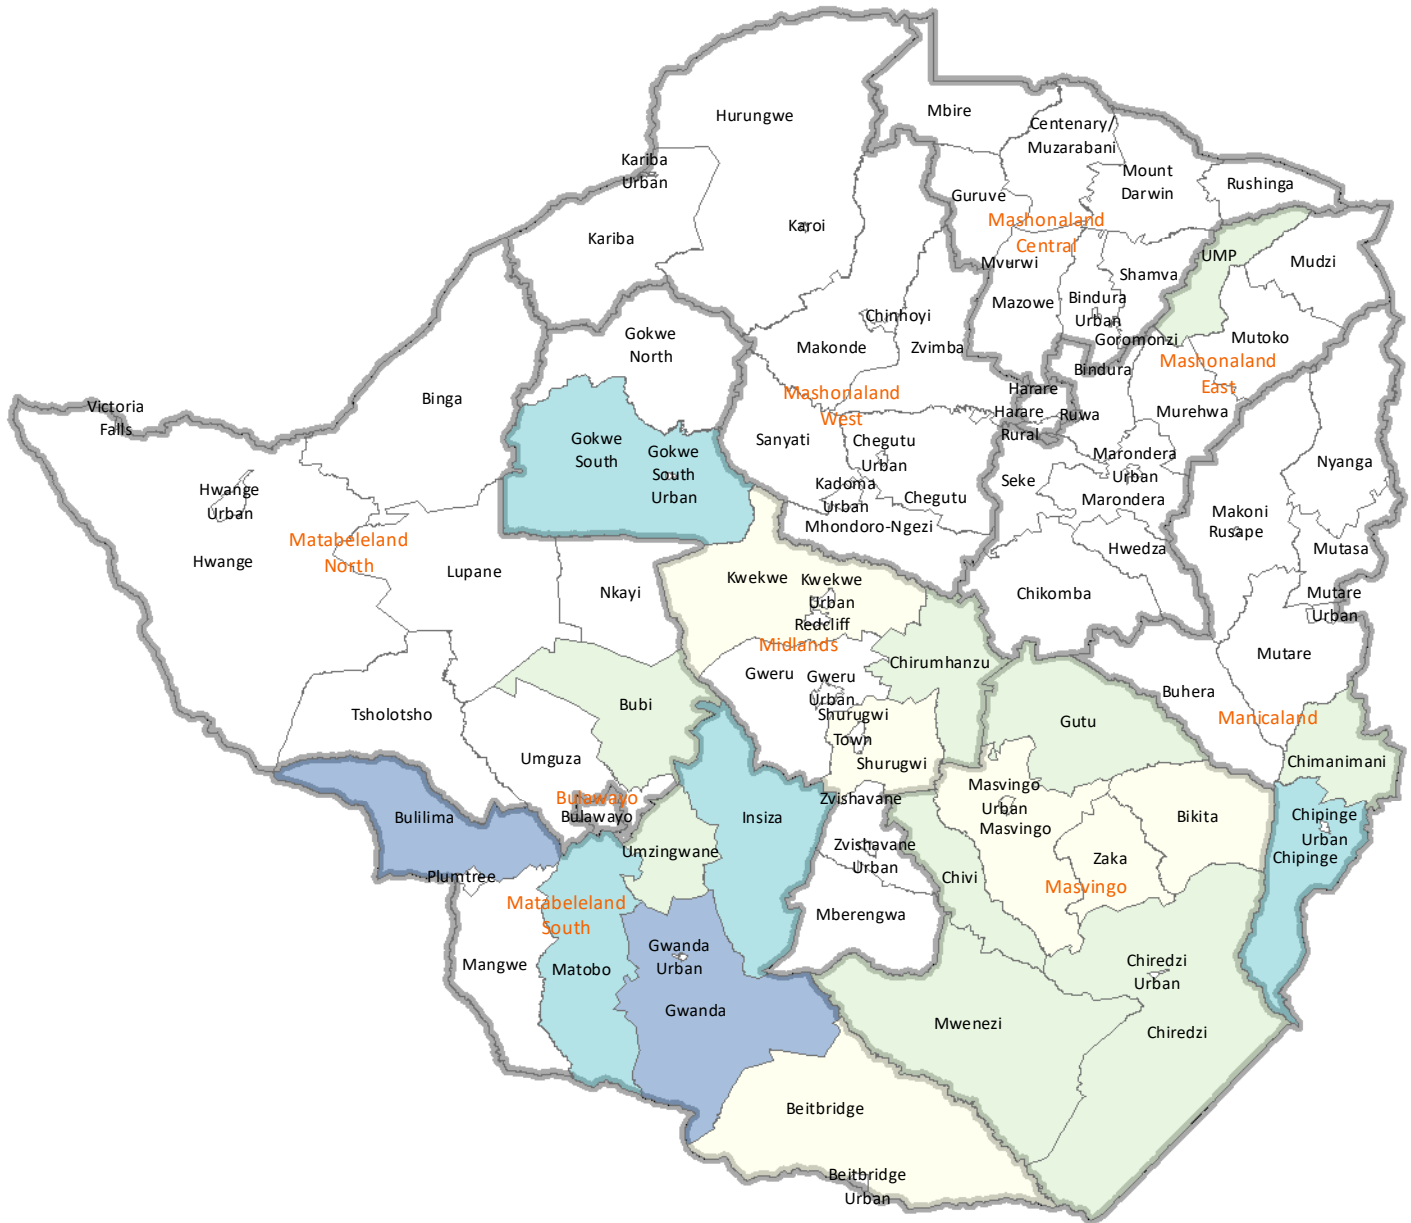 Hurungwe
Mbire
Centenary/
Muzarabani
Kariba
Urban
Mount
Darwin
Rushinga
Guruve
Mashonaland
Central
Karoi
Kariba
UMP
Mudzi
Mvurwi
Shamva
Mazowe
Bindura
Urban
Chinhoyi
Goromonzi
Gokwe
North
Makonde
Zvimba
Mutoko
Mashonaland
East
Bindura
Binga
Mashonaland
West
Harare
Harare
Rural
Ruwa
Murehwa
Victoria
Falls
Gokwe
South
Gokwe
South
Urban
Sanyati
Chegutu
Urban
Marondera
Urban
Nyanga
Hwange
Urban
Kadoma
Urban
Chegutu
Seke
Marondera
Makoni
Rusape
Mhondoro-Ngezi
Matabeleland
North
Hwedza
Mutasa
Hwange
Lupane
Nkayi
Kwekwe
Kwekwe
Urban
Redcliff
Chikomba
Mutare
Urban
Midlands
Chirumhanzu
Mutare
Gweru
Gweru
Urban
Buhera
Tsholotsho
Bubi
Shurugwi
Town
Gutu
Manicaland
Umguza
Shurugwi
Chimanimani
Bulawayo
Bulawayo
Zvishavane
Masvingo
Urban
Masvingo
Bulilima
Insiza
Bikita
Chipinge
Urban
Chipinge
Umzingwane
Zvishavane
Urban
Zaka
Plumtree
Chivi
Masvingo
Matabeleland
South
Mberengwa
Gwanda
Urban
Mangwe
Matobo
Chiredzi
Urban
Gwanda
Mwenezi
Chiredzi
Beitbridge
Beitbridge
Urban